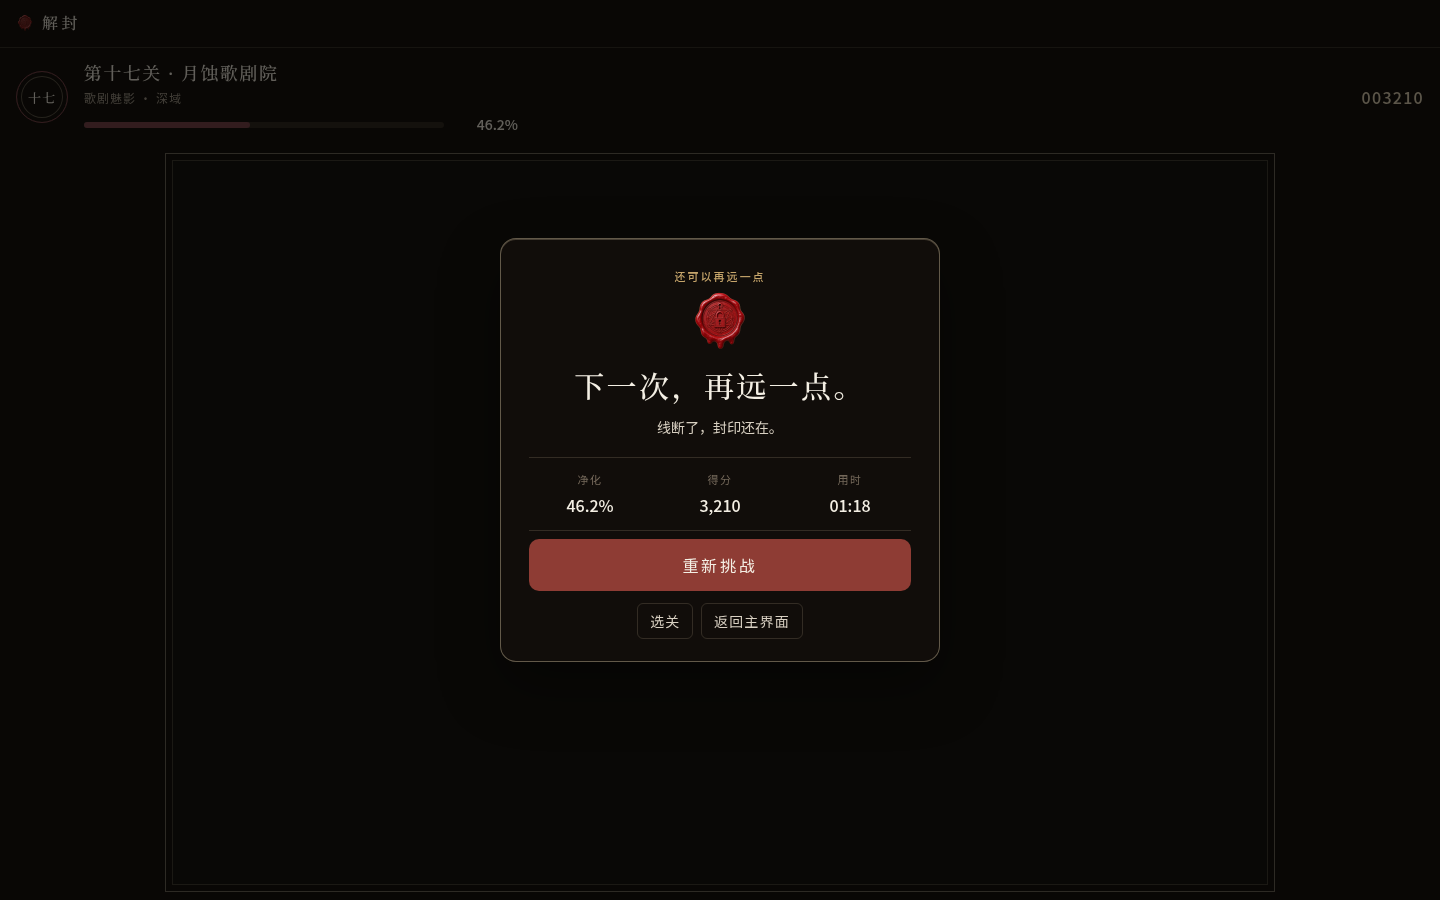 解封
十七
第十七关 · 月蚀歌剧院
歌剧魅影 · 深域
46.2%
003210
还可以再远一点
下一次，再远一点。
线断了，封印还在。
净化 得分 用时
46.2% 3,210 01:18
重新挑战
选关 返回主界面